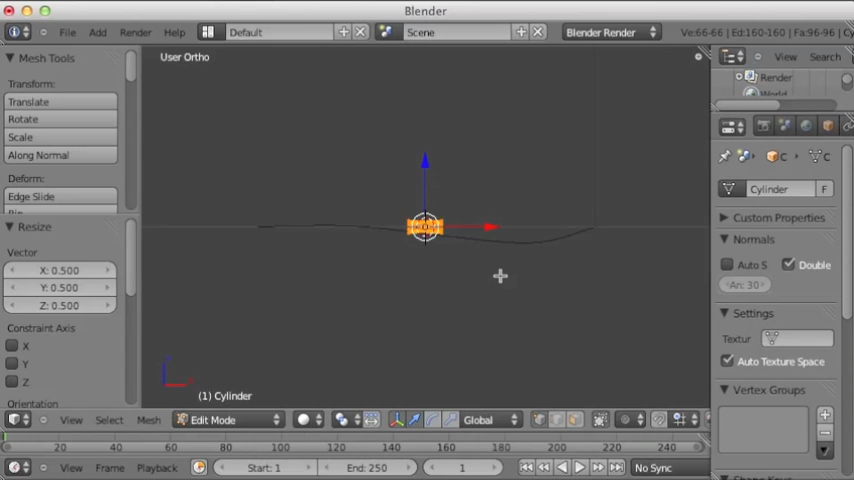 Blender
File Add Render Help Default Scene Blender Render Ve:66-66 | Ed:160-160 | Fa:96-96 | Cy
Mesh Tools
User Ortho
View Search
Render
World
Transform:
Translate
Rotate
Scale
Along Normal
Deform:
Edge Slide
C C
Cylinder F
Custom Properties
Normals
Auto S Double
An: 30
Settings
Textur
Auto Texture Space
Vertex Groups
Resize
Vector
X: 0.500
Y: 0.500
Z: 0.500
Constraint Axis
X
Y
Z
Orientation
(1) Cylinder
View Select Mesh Edit Mode Global
20 40 60 80 100 120 140 160 180 200 220 240
View Frame Playback Start: 1 End: 250 1 No Sync